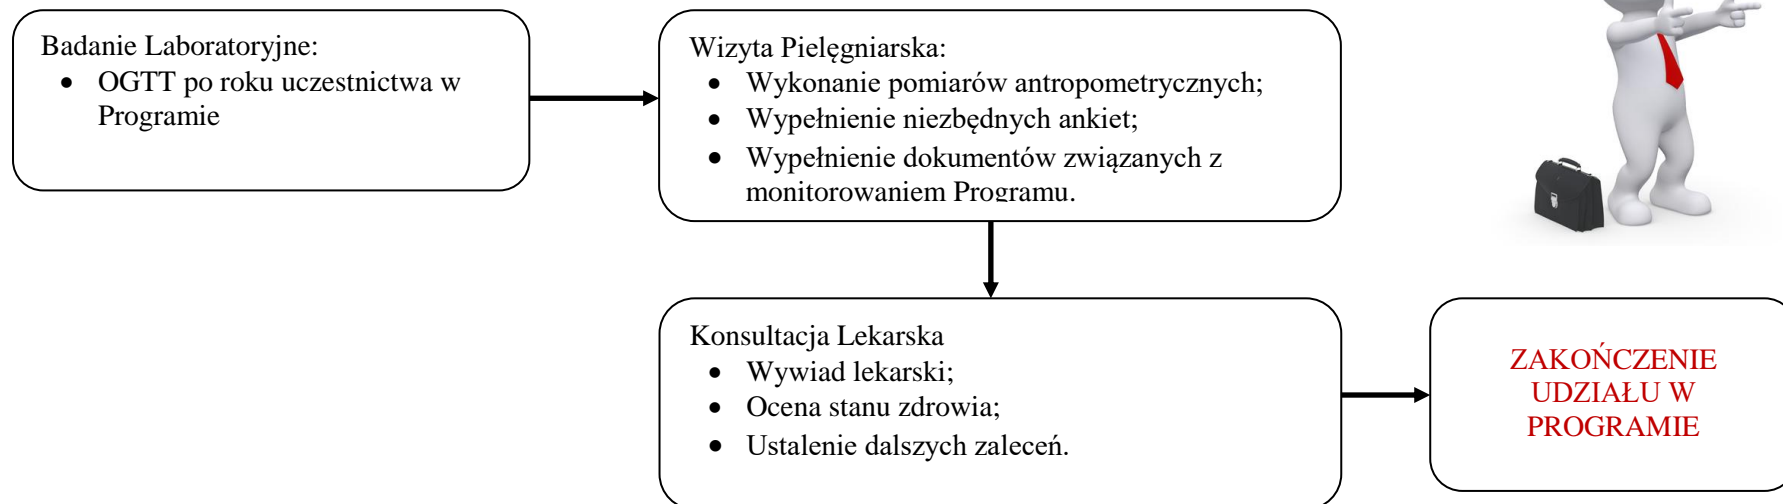 Badanie Laboratoryjne:
• OGTT po roku uczestnictwa w
Programie
Wizyta Pielęgniarska:
• Wykonanie pomiarów antropometrycznych;
• Wypełnienie niezbędnych ankiet;
• Wypełnienie dokumentów związanych z
monitorowaniem Programu.
Konsultacja Lekarska
• Wywiad lekarski;
• Ocena stanu zdrowia;
• Ustalenie dalszych zaleceń.
ZAKOŃCZENIE
UDZIAŁU W
PROGRAMIE